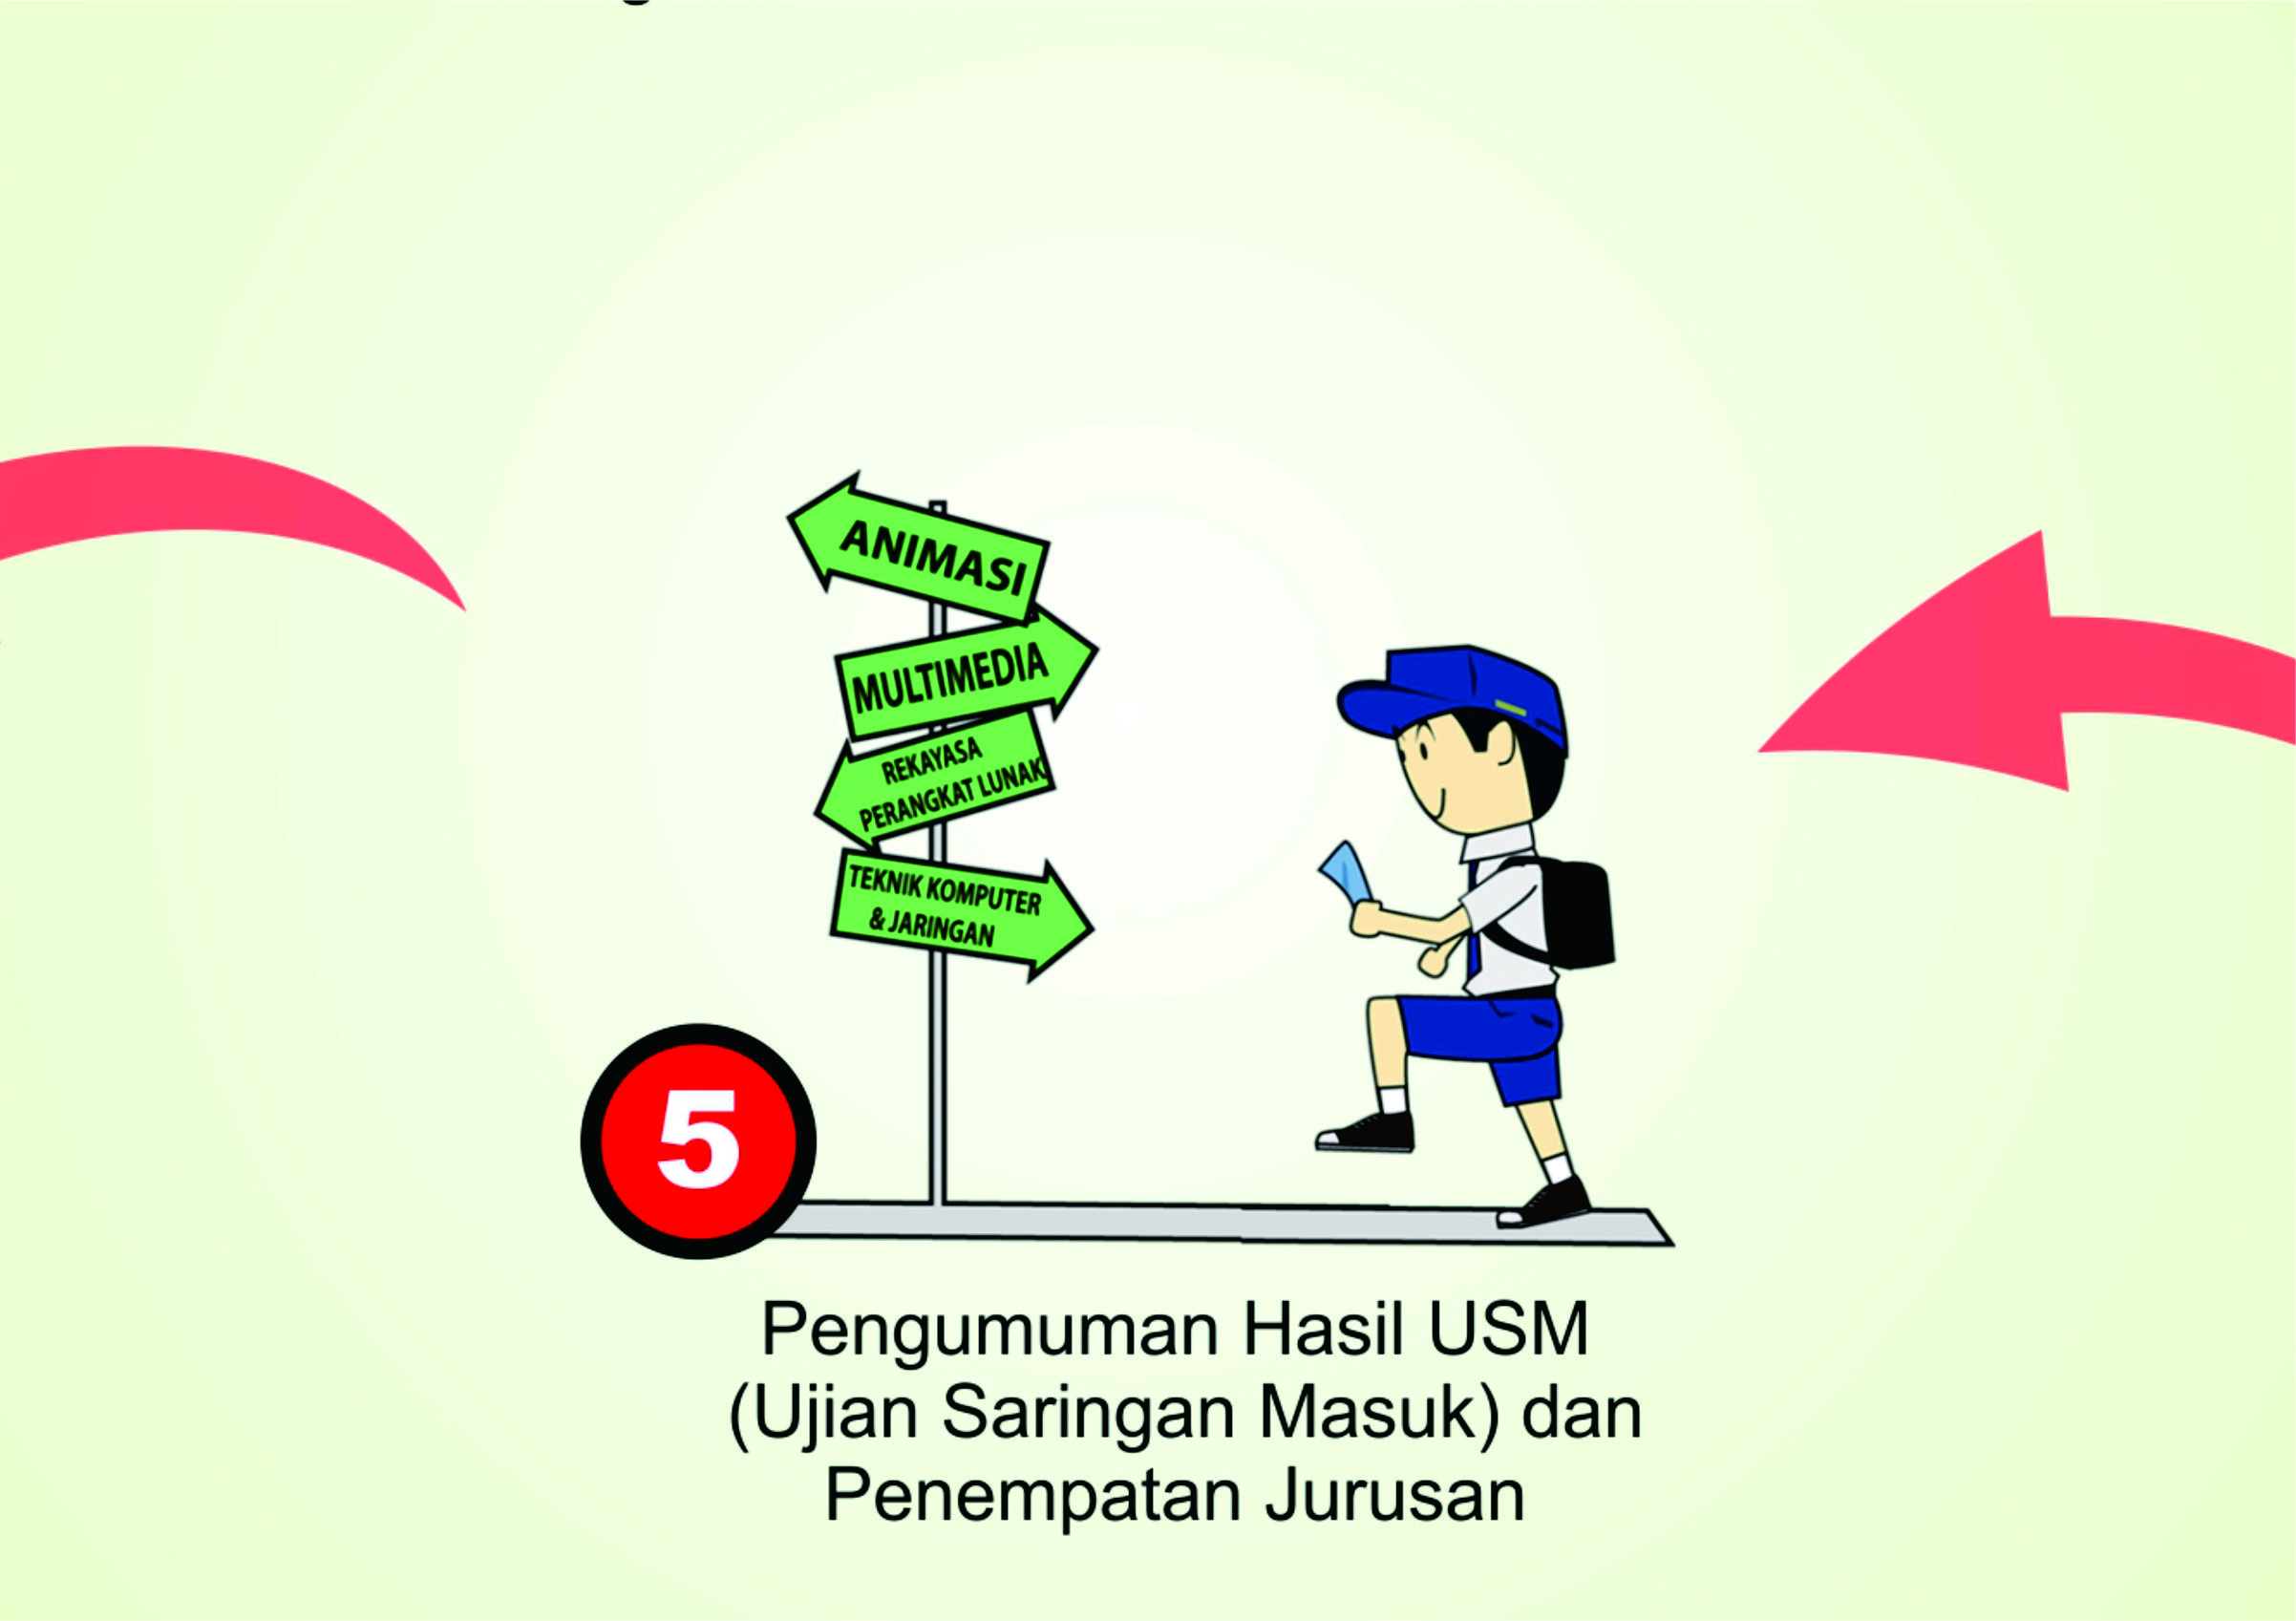 ANIMASI
MULTIMEDIA
REKAYASA
PERANGKAT LUNAK
TEKNIK KOMPUTER
& JARINGAN
5
Pengumuman Hasil USM
(Ujian Saringan Masuk) dan
Penempatan Jurusan